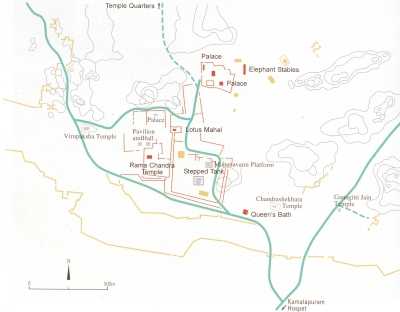 Temple Quarters
Palace
Elephant Stables
Palace
Palace
Lotus Mahal
Virupaksha Temple
Pavilion
and Hall
Rama Chandra
Temple
Mahanavami Platform
Stepped Tank
Chandrashekhara
Temple
Ganagitti Jain
Temple
Queen's Bath
N
0
Kamalapuram
Hospet